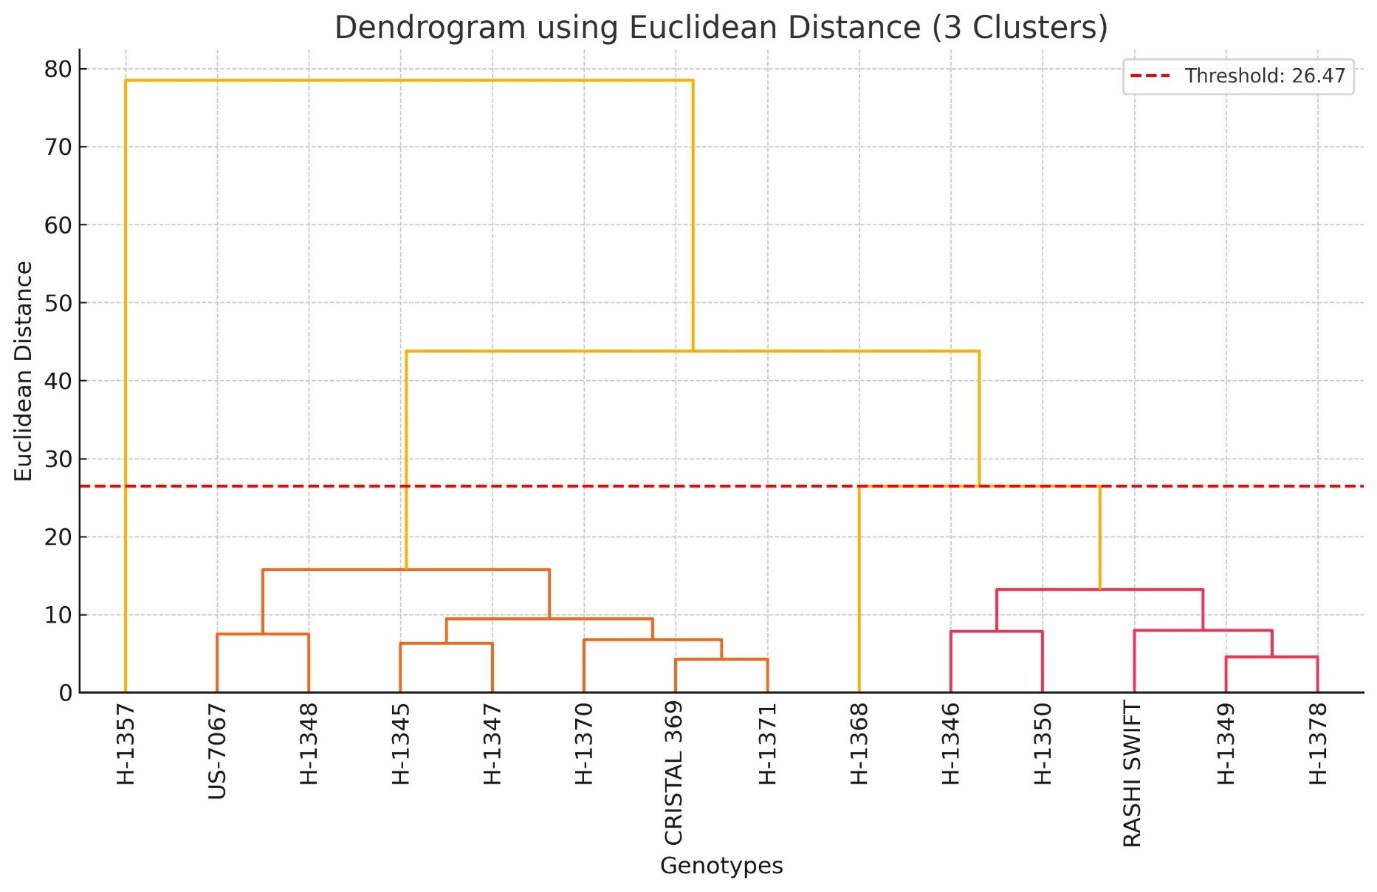 Dendrogram using Euclidean Distance (3 Clusters)
Threshold: 26.47
Euclidean Distance
80
70
60
50
40
30
20
10
0
H-1357
US-7067
H-1348
H-1345
H-1347
H-1370
CRISTAL 369
H-1371
H-1368
H-1346
H-1350
RASHI SWIFT
H-1349
H-1378
Genotypes